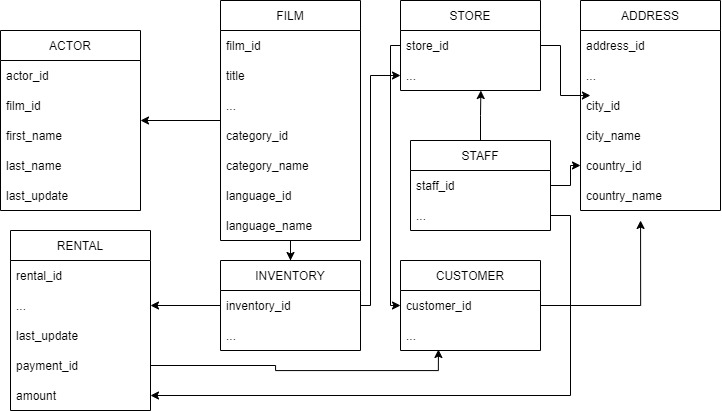 ACTOR
actor_id
film_id
first_name
last_name
last_update
FILM
film_id
title
...
category_id
category_name
language_id
language_name
STORE
store_id
...
ADDRESS
address_id
...
city_id
city_name
country_id
country_name
STAFF
staff_id
...
RENTAL
rental_id
...
last_update
payment_id
amount
INVENTORY
inventory_id
...
CUSTOMER
customer_id
...